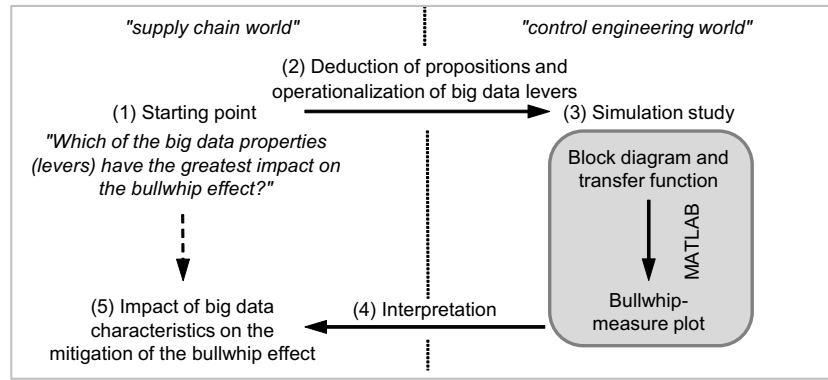 "supply chain world"
"control engineering world"
(2) Deduction of propositions and
operationalization of big data levers
(1) Starting point
(3) Simulation study
"Which of the big data properties
(levers) have the greatest impact on
the bullwhip effect?"
Block diagram and
transfer function
MATLAB
Bullwhip-
measure plot
(4) Interpretation
(5) Impact of big data
characteristics on the
mitigation of the bullwhip effect